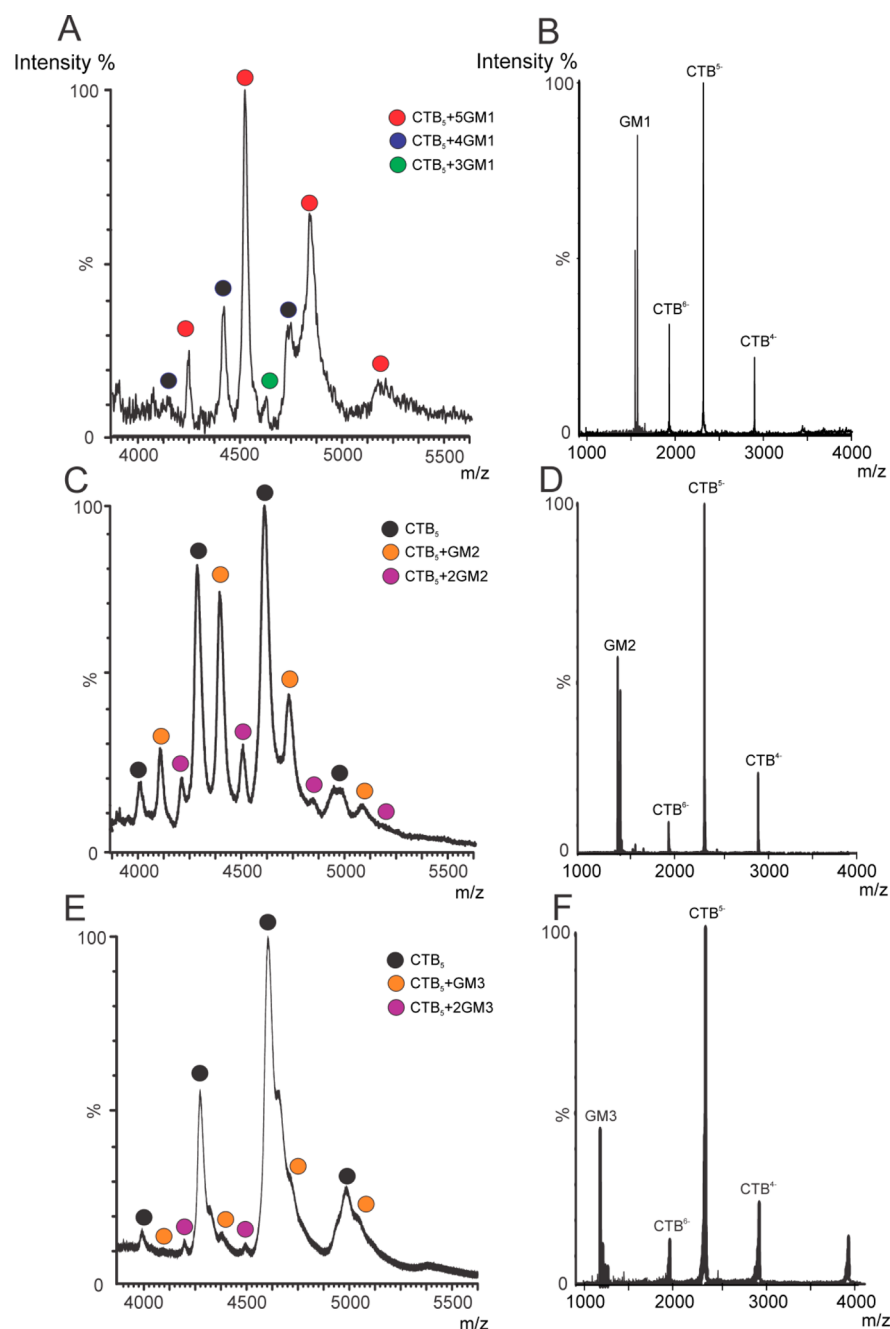 A
Intensity %
100
%
0
4000 4500 5000 5500
m/z
CTB₅+5GM1
CTB₅+4GM1
CTB₅+3GM1
B
Intensity %
100
%
0
1000 2000 3000 4000
m/z
GM1
CTB⁶⁻
CTB⁵⁻
CTB⁴⁻
C
100
%
0
4000 4500 5000 5500
m/z
CTB₅
CTB₅+GM2
CTB₅+2GM2
D
100
%
0
1000 2000 3000 4000
m/z
GM2
CTB⁶⁻
CTB⁵⁻
CTB⁴⁻
E
100
%
0
4000 4500 5000 5500
m/z
CTB₅
CTB₅+GM3
CTB₅+2GM3
F
100
%
0
1000 2000 3000 4000
m/z
GM3
CTB⁶⁻
CTB⁵⁻
CTB⁴⁻